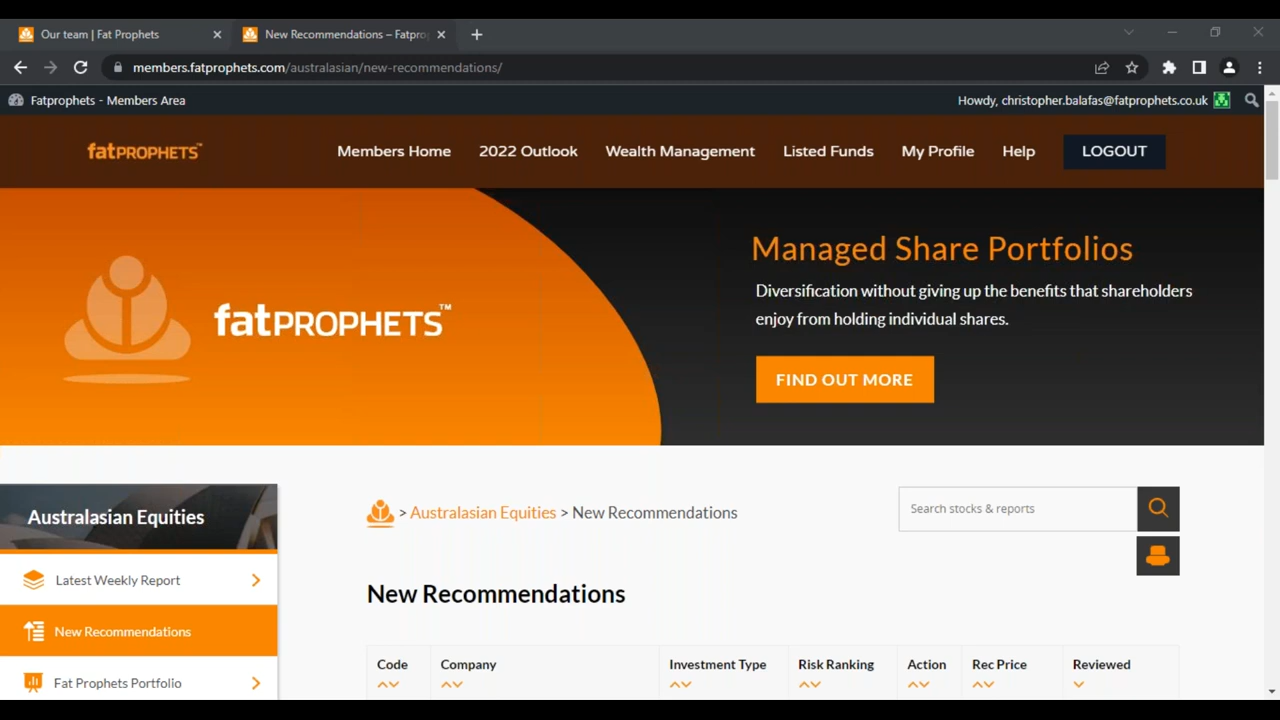 Our team | Fat Prophets
New Recommendations – Fatpro
members.fatprophets.com/australasian/new-recommendations/
Fatprophets - Members Area
Howdy, christopher.balafas@fatprophets.co.uk
fatPROPHETS™
Members Home
2022 Outlook
Wealth Management
Listed Funds
My Profile
Help
LOGOUT
fatPROPHETS™
Managed Share Portfolios
Diversification without giving up the benefits that shareholders
enjoy from holding individual shares.
FIND OUT MORE
Australasian Equities
Latest Weekly Report
New Recommendations
Fat Prophets Portfolio
> Australasian Equities > New Recommendations
Search stocks & reports
New Recommendations
Code
Company
Investment Type
Risk Ranking
Action
Rec Price
Reviewed